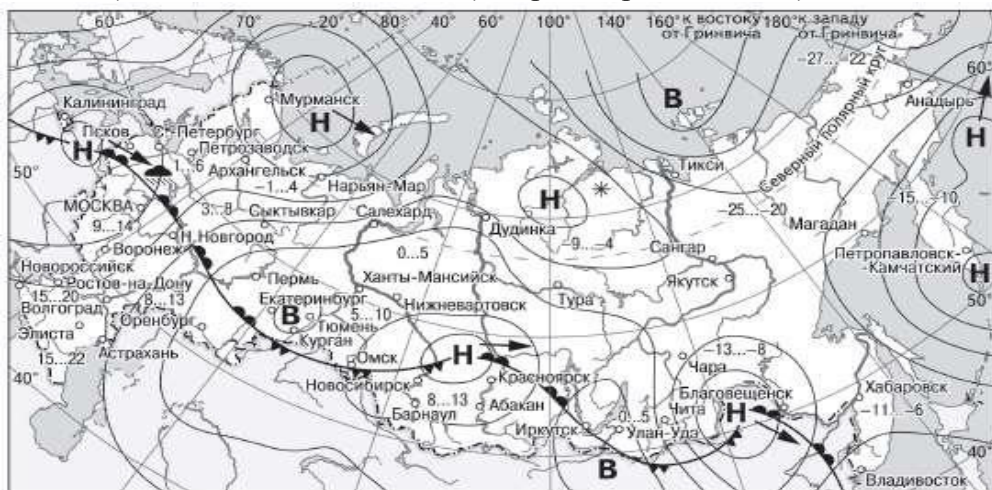 60° 70° 20° 40° 60° 100° 140° 160° к востоку 180° к западу
от Гринвича от Гринвича
-27...-22
60°
Калининград
Мурманск
В
Северный полярный круг
Анадырь
Н
Псков
С.-Петербург
Н
Н
1...6
Петрозаводск
Тикси
50°
Архангельск
-1...4
Нарьян-Мар
Н
-15...-10
МОСКВА
3...8
Сыктывкар
Салехард
-25...-20
Магадан
9...14
Дудинка
-9...-4
Сангар
Воронеж
Н.Новгород
0...5
Петропавловск-
-Камчатский
Новороссийск
Пермь
Ханты-Мансийск
Якутск
Н
Ростов-на-Дону
15...20
8...13
Екатеринбург
5...10
Нижневартовск
Тура
50°
Волгоград
В
Тюмень
Оренбург
Курган
Элиста
-13...-8
15...22
Астрахань
Омск
Н
Чара
40°
Новосибирск
Красноярск
Благовещенск
Хабаровск
8...13
Н
-11...-6
Барнаул
Абакан
-0...5
Чита
Иркутск
Улан-Удэ
40°
В
Владивосток